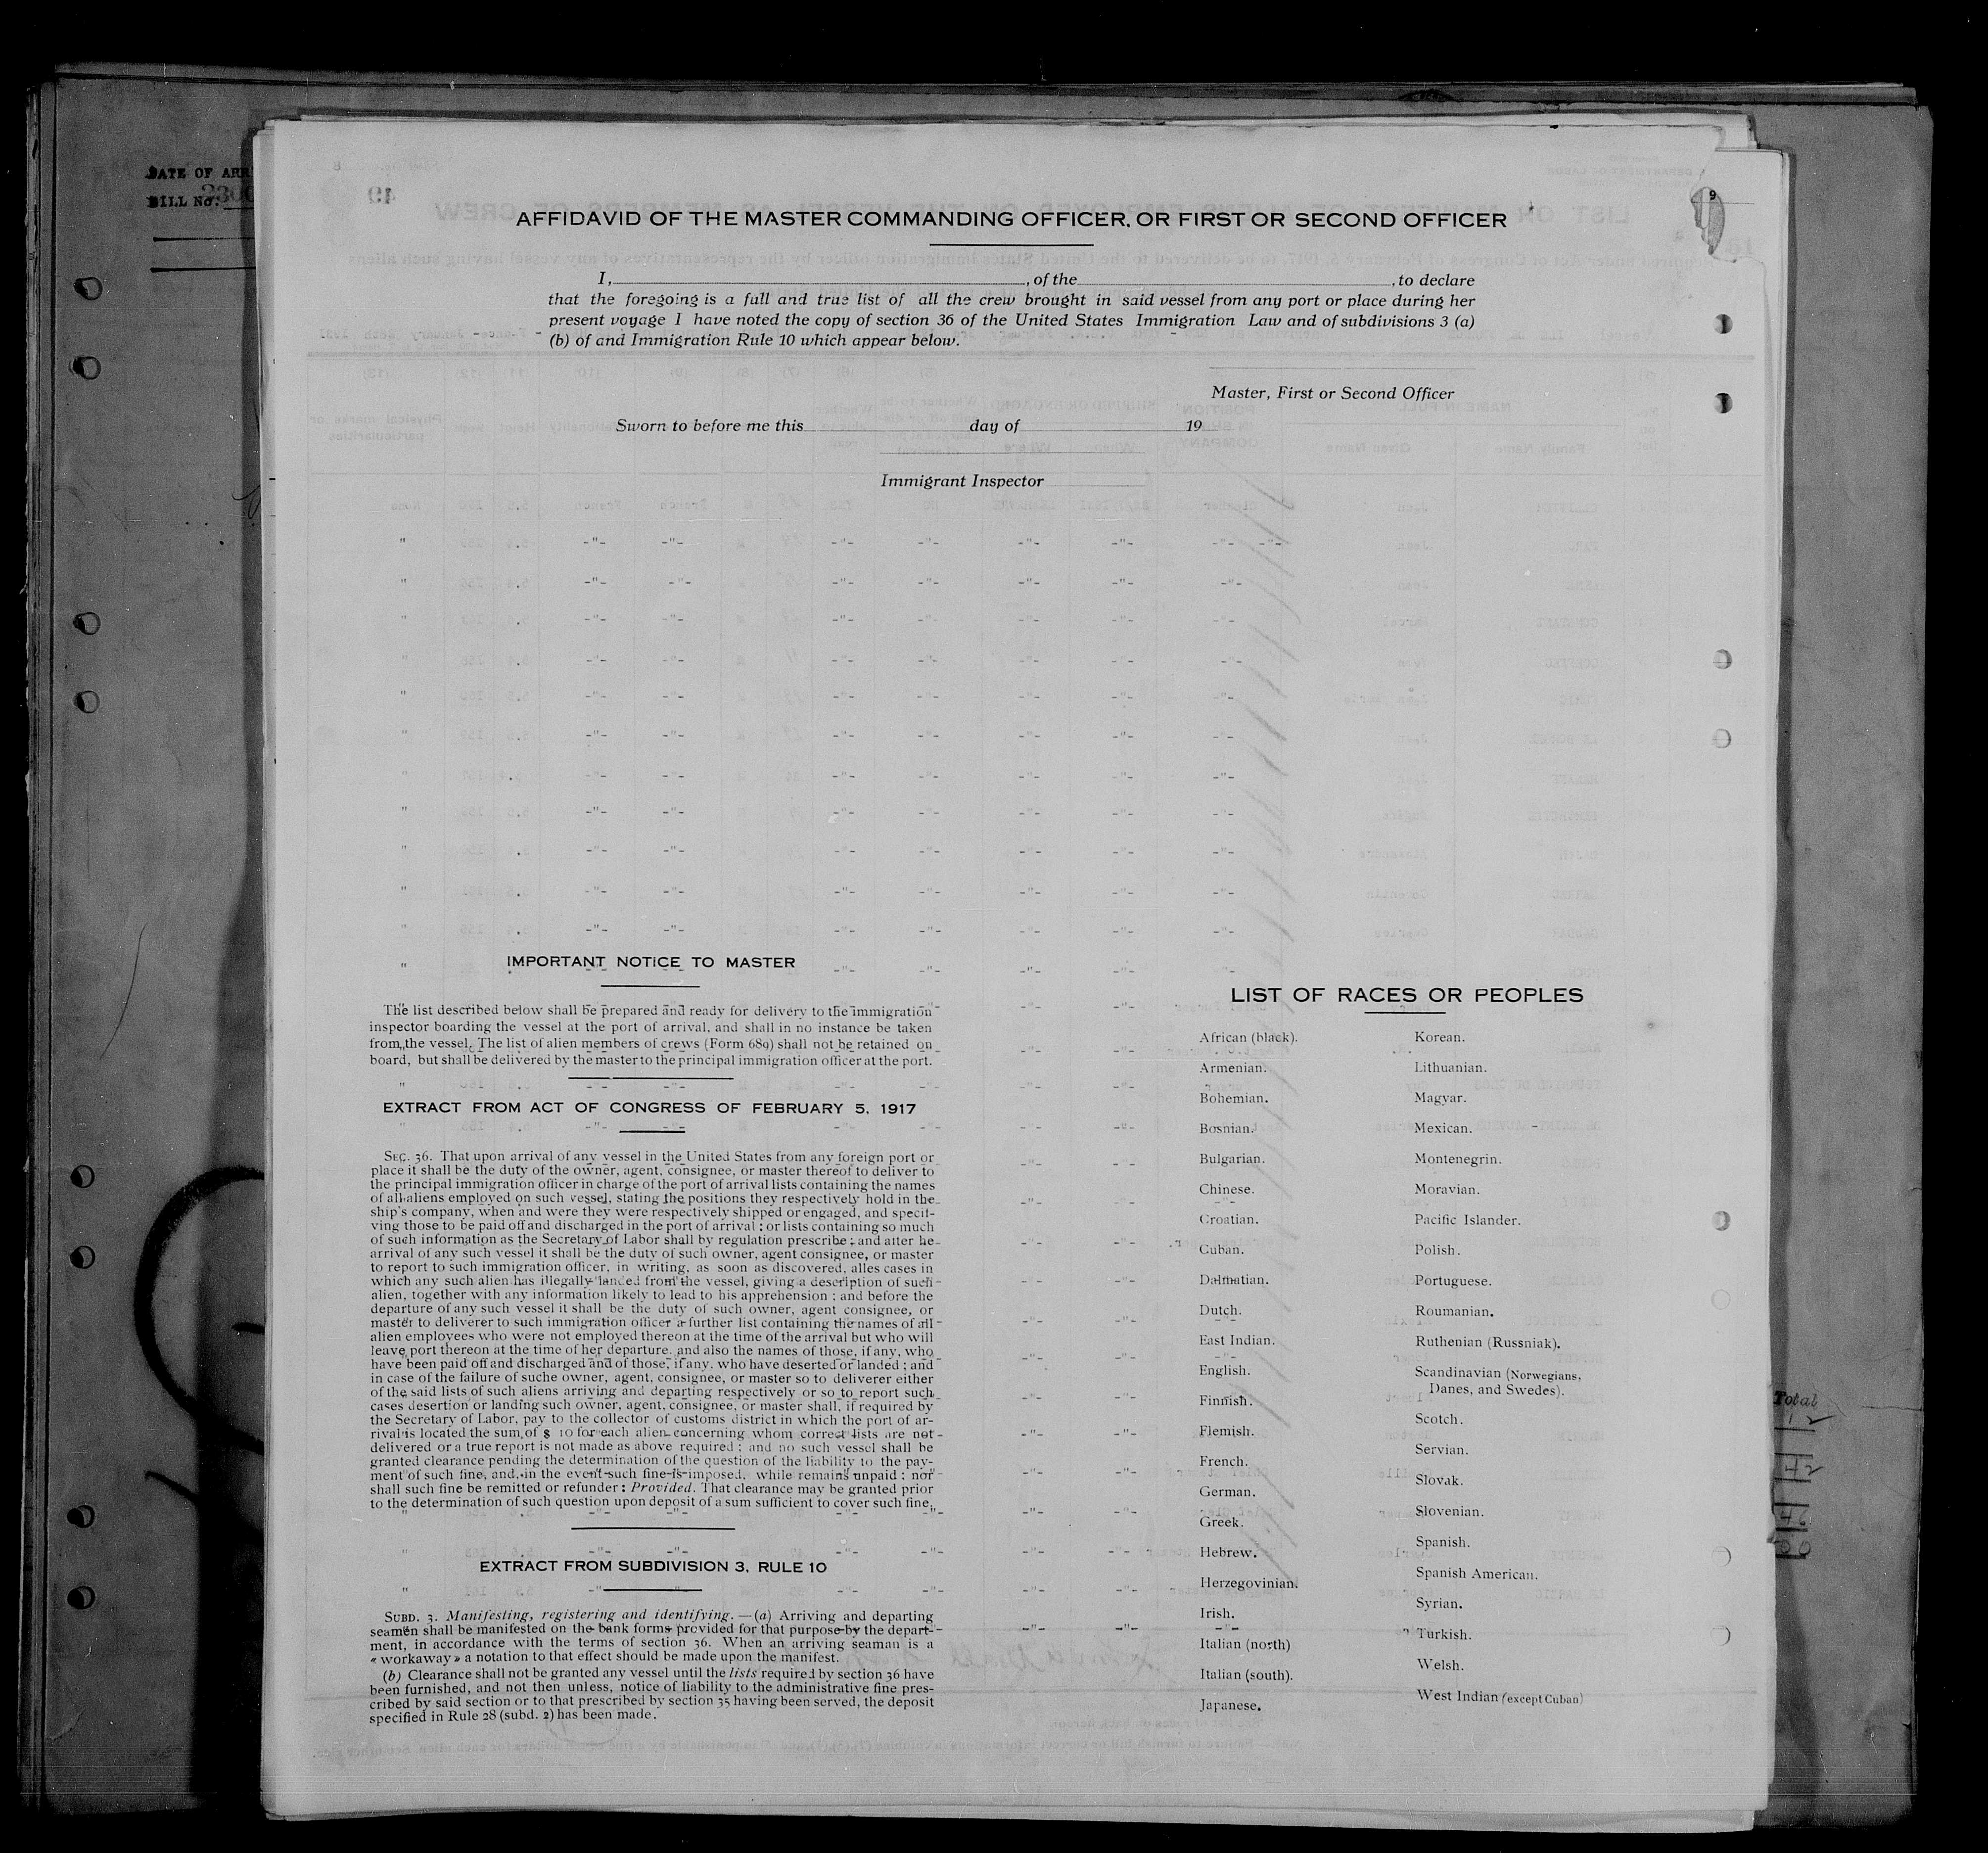 DATE OF ARR
BILL No.
AFFIDAVID OF THE MASTER COMMANDING OFFICER, OR FIRST OR SECOND OFFICER
9
I, , of the , to declare
that the foregoing is a full and true list of all the crew brought in said vessel from any port or place during her
present voyage I have noted the copy of section 36 of the United States Immigration Law and of subdivisions 3 (a)
(b) of and Immigration Rule 10 which appear below.
Master, First or Second Officer
Sworn to before me this day of 19
Immigrant Inspector
IMPORTANT NOTICE TO MASTER
The list described below shall be prepared and ready for delivery to the immigration
inspector boarding the vessel at the port of arrival, and shall in no instance be taken
from the vessel. The list of alien members of crews (Form 689) shall not be retained on
board, but shall be delivered by the master to the principal immigration officer at the port.
EXTRACT FROM ACT OF CONGRESS OF FEBRUARY 5, 1917
SEC. 36. That upon arrival of any vessel in the United States from any foreign port or
place it shall be the duty of the owner, agent, consignee, or master thereof to deliver to
the principal immigration officer in charge of the port of arrival lists containing the names
of all aliens employed on such vessel, stating the positions they respectively hold in the
ship's company, when and were they were respectively shipped or engaged, and specif-
ving those to be paid off and discharged in the port of arrival : or lists containing so much
of such information as the Secretary of Labor shall by regulation prescribe ; and atter he
arrival of any such vessel it shall be the duty of such owner, agent consignee, or master
to report to such immigration officer, in writing, as soon as discovered, alles cases in
which any such alien has illegally landed from the vessel, giving a description of such
alien, together with any information likely to lead to his apprehension ; and before the
departure of any such vessel it shall be the duty of such owner, agent consignee, or
master to deliverer to such immigration officer a further list containing the names of all
alien employees who were not employed thereon at the time of the arrival but who will
leave port thereon at the time of her departure. and also the names of those, if any, who
have been paid off and discharged and of those, if any. who have deserted or landed ; and
in case of the failure of suche owner, agent, consignee, or master so to deliverer either
of the said lists of such aliens arriving and departing respectively or so to report such
cases desertion or landing such owner, agent, consignee, or master shall, if required by
the Secretary of Labor, pay to the collector of customs district in which the port of ar-
rival is located the sum of $ 10 for each alien concerning whom correct lists are not
delivered or a true report is not made as above required ; and no such vessel shall be
granted clearance pending the determination of the question of the liability to the pay-
ment of such fine, and in the event such fine is imposed, while remains unpaid : nor
shall such fine be remitted or refunder : Provided. That clearance may be granted prior
to the determination of such question upon deposit of a sum sufficient to cover such fine.
EXTRACT FROM SUBDIVISION 3, RULE 10
SUBD. 3. Manifesting, registering and identifying. — (a) Arriving and departing
seamen shall be manifested on the bank forms provided for that purpose by the depart-
ment, in accordance with the terms of section 36. When an arriving seaman is a
« workaway » a notation to that effect should be made upon the manifest.
(b) Clearance shall not be granted any vessel until the lists required by section 36 have
been furnished, and not then unless, notice of liability to the administrative fine pres-
cribed by said section or to that prescribed by section 35 having been served, the deposit
specified in Rule 28 (subd. 2) has been made.
LIST OF RACES OR PEOPLES
African (black).
Armenian.
Bohemian.
Bosnian.
Bulgarian.
Chinese.
Croatian.
Cuban.
Dalmatian.
Dutch.
East Indian.
English.
Finnish.
Flemish.
French.
German.
Greek.
Hebrew.
Herzegovinian.
Irish.
Italian (north)
Italian (south).
Japanese.
Korean.
Lithuanian.
Magyar.
Mexican.
Montenegrin.
Moravian.
Pacific Islander.
Polish.
Portuguese.
Roumanian.
Ruthenian (Russniak).
Scandinavian (Norwegians,
Danes, and Swedes).
Scotch.
Servian.
Slovak.
Slovenian.
Spanish.
Spanish American.
Syrian.
Turkish.
Welsh.
West Indian (except Cuban)
Total